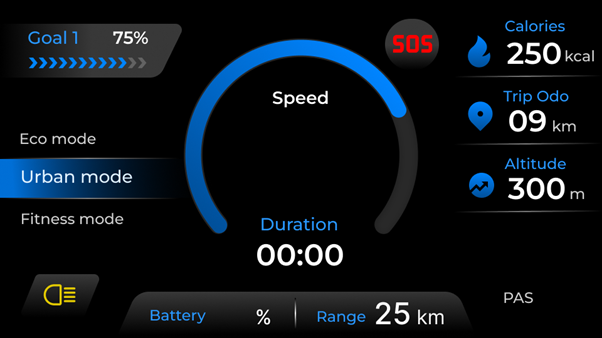 Goal 1 75%
SOS
Speed
Eco mode
Urban mode
Fitness mode
Duration
00:00
Calories
250 kcal
Trip Odo
09 km
Altitude
300 m
PAS
Battery % Range 25 km